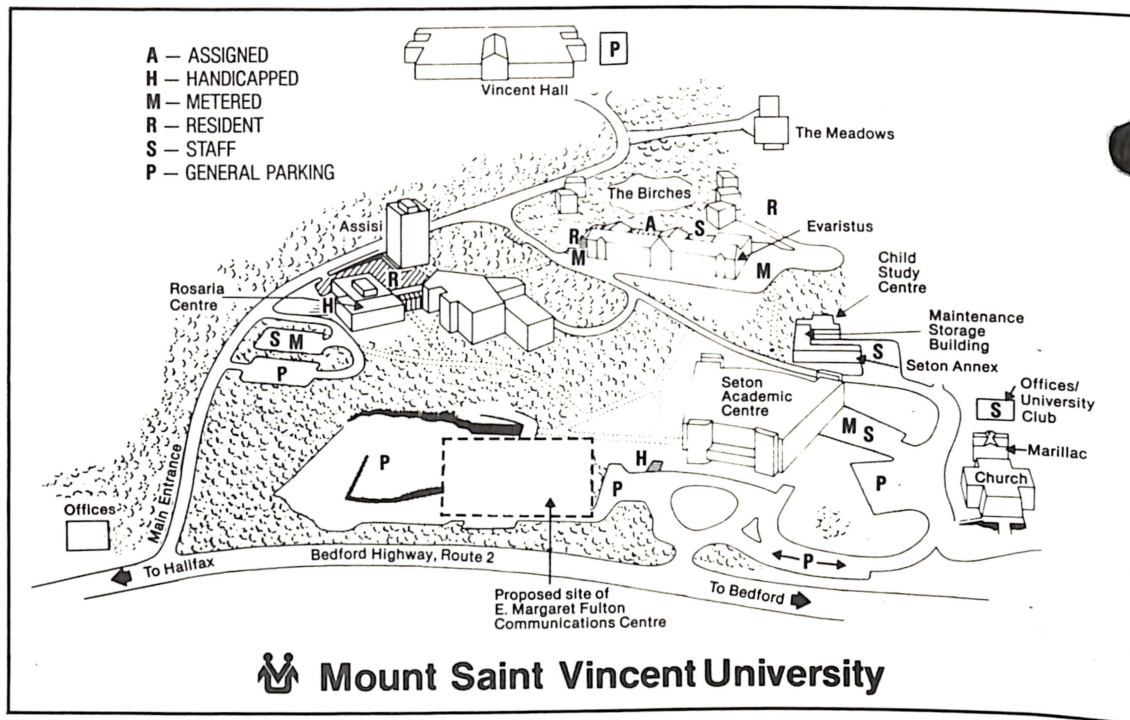 A — ASSIGNED
H — HANDICAPPED
M — METERED
R — RESIDENT
S — STAFF
P — GENERAL PARKING
P
Vincent Hall
The Meadows
The Birches
R
Assisi
A
S
Evaristus
R
M
M
Child
Study
Centre
R
Rosaria
Centre
H
Maintenance
Storage
Building
S M
S
Seton Annex
P
Seton
Academic
Centre
Offices/
University
Club
S
M S
Marillac
P
H
P
P
Church
Main Entrance
Offices
P
Bedford Highway, Route 2
To Halifax
To Bedford
Proposed site of
E. Margaret Fulton
Communications Centre
Mount Saint Vincent University